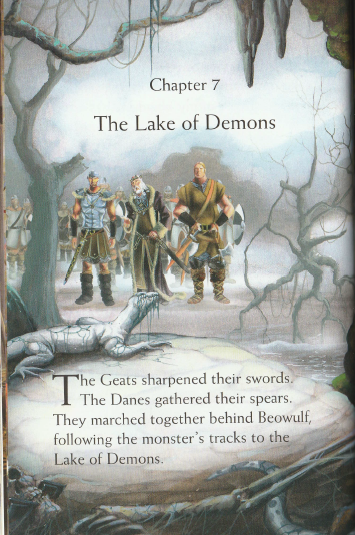 Chapter 7
The Lake of Demons
The Geats sharpened their swords.
The Danes gathered their spears.
They marched together behind Beowulf,
following the monster's tracks to the
Lake of Demons.